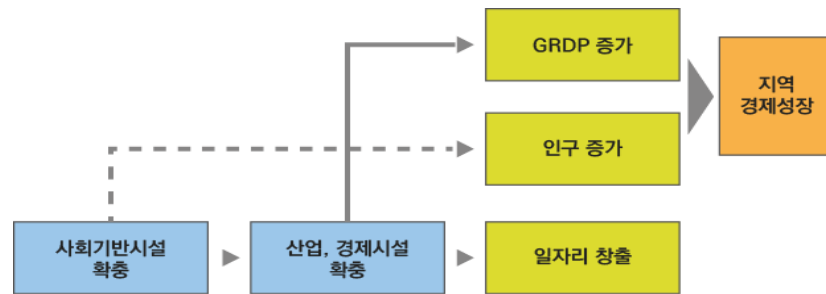 GRDP 증가
지역
경제성장
인구 증가
사회기반시설
확충
산업, 경제시설
확충
일자리 창출